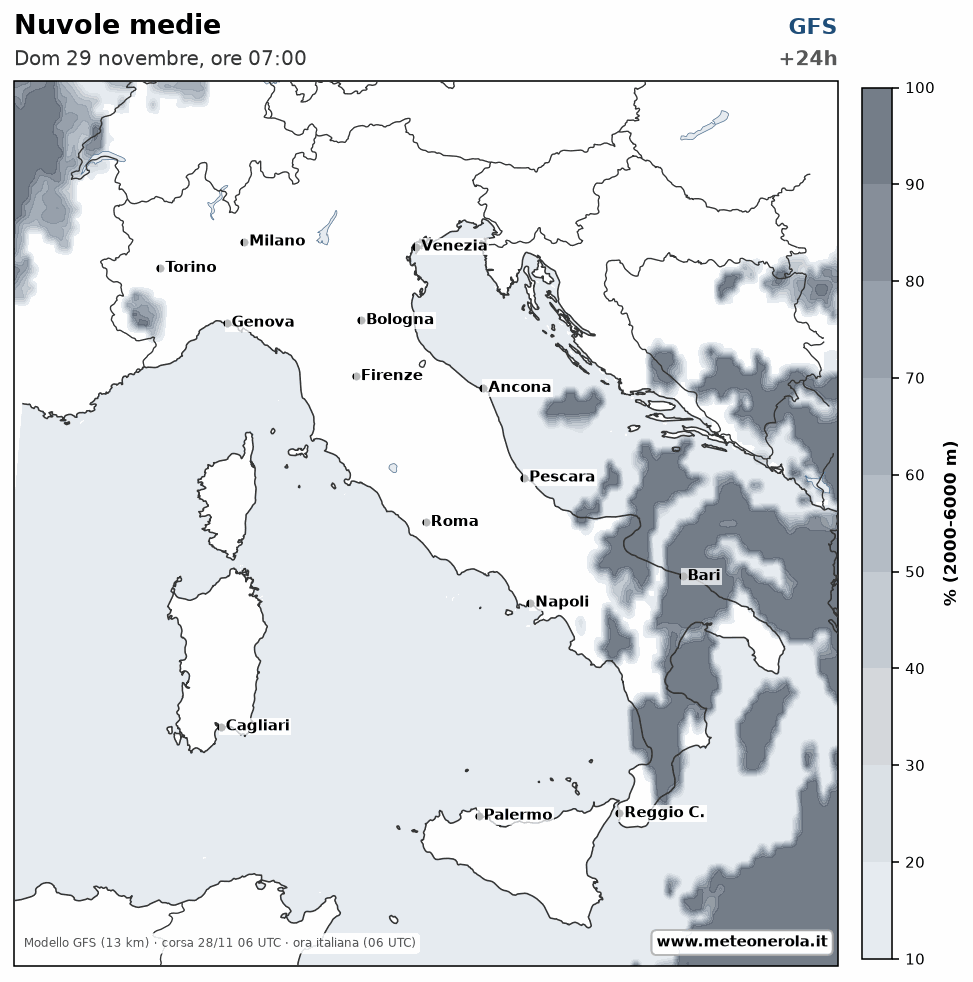 Nuvole medie
GFS
Dom 29 novembre, ore 07:00
+24h
Milano
Venezia
Torino
Genova
Bologna
Firenze
Ancona
Pescara
Roma
Bari
Napoli
Cagliari
Palermo
Reggio C.
100
90
80
70
60
50
40
30
20
10
% (2000-6000 m)
Modello GFS (13 km) · corsa 28/11 06 UTC · ora italiana (06 UTC)
www.meteonerola.it